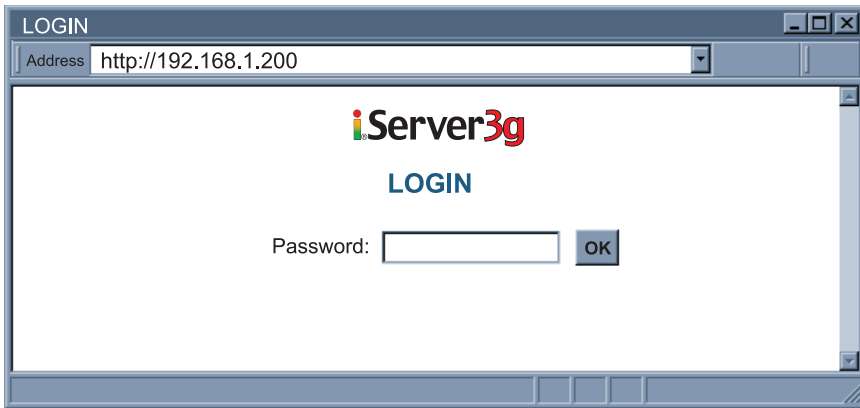 LOGIN
Address http://192.168.1.200
iServer3g
LOGIN
Password: OK